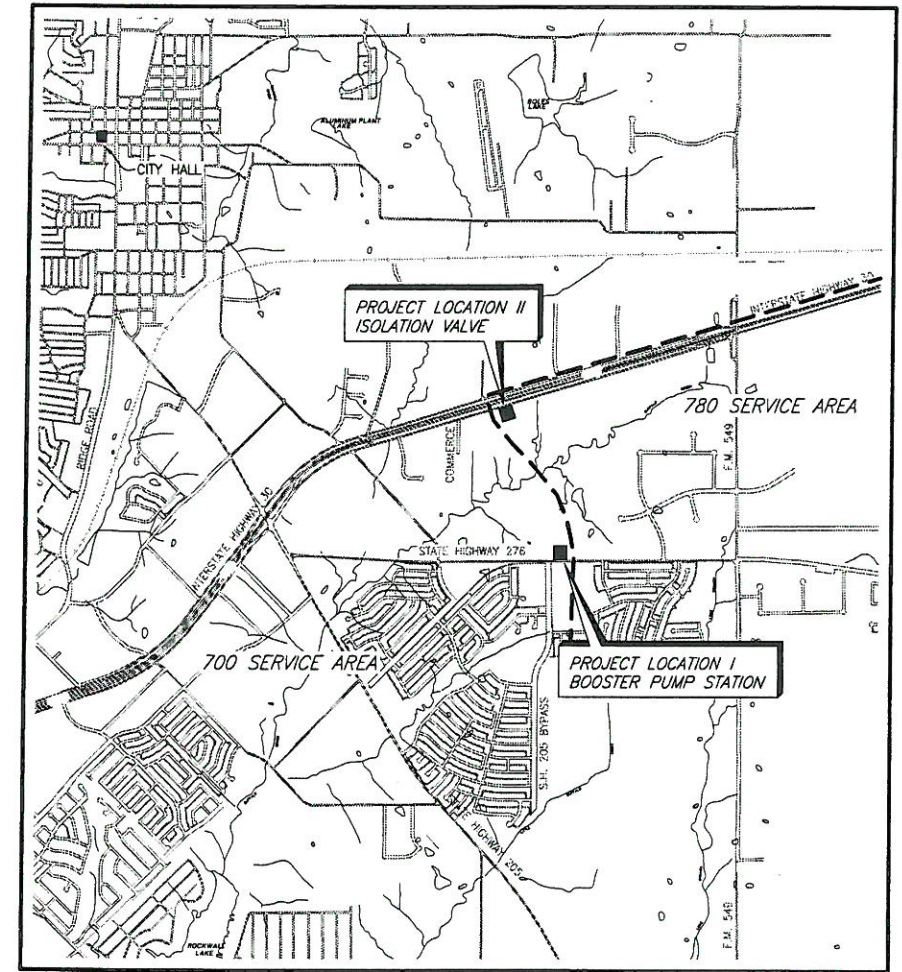 ALUMINUM PLANT
LAKE
BOLES
LAKE
CITY HALL
PROJECT LOCATION II
ISOLATION VALVE
INTERSTATE HIGHWAY 30
780 SERVICE AREA
RIDGE ROAD
COMMERCE
F.M. 549
INTERSTATE HIGHWAY 30
STATE HIGHWAY 276
700 SERVICE AREA
PROJECT LOCATION I
BOOSTER PUMP STATION
S.H. 205 BYPASS
STATE HIGHWAY 205
F.M. 549
ROCKWALL
LAKE